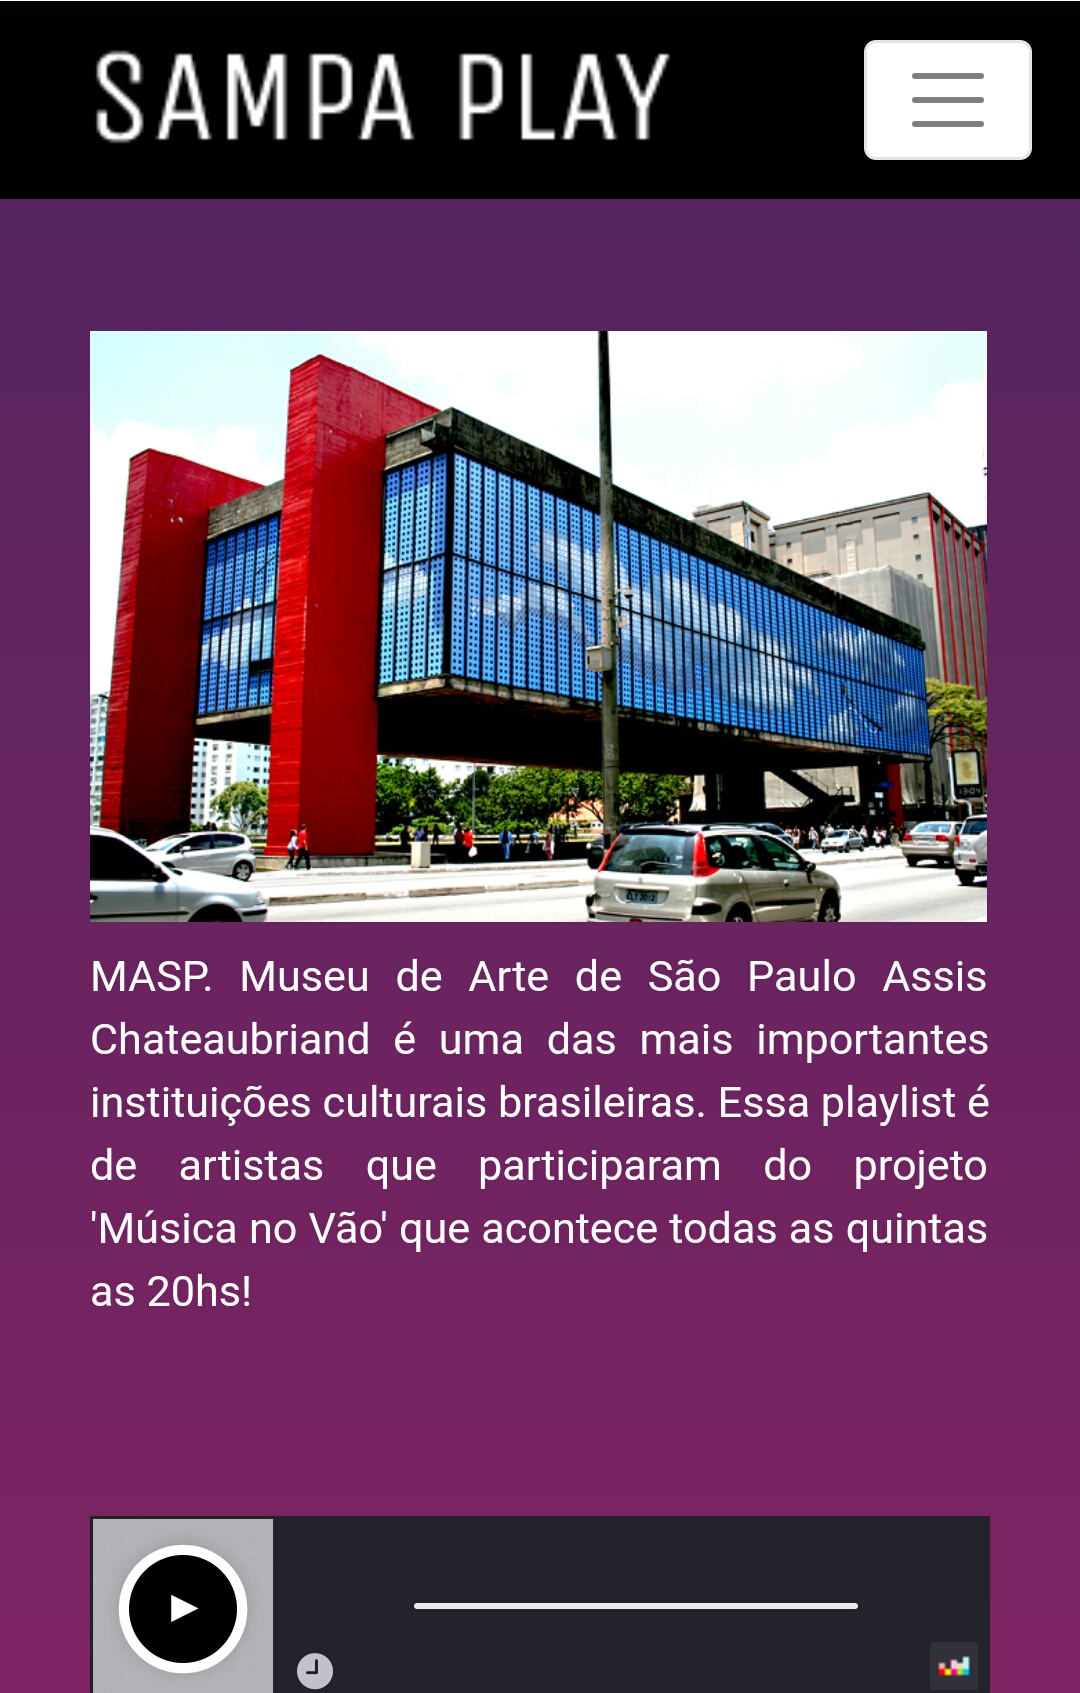 SAMPA PLAY
MASP. Museu de Arte de São Paulo Assis
Chateaubriand é uma das mais importantes
instituições culturais brasileiras. Essa playlist é
de artistas que participaram do projeto
'Música no Vão' que acontece todas as quintas
as 20hs!